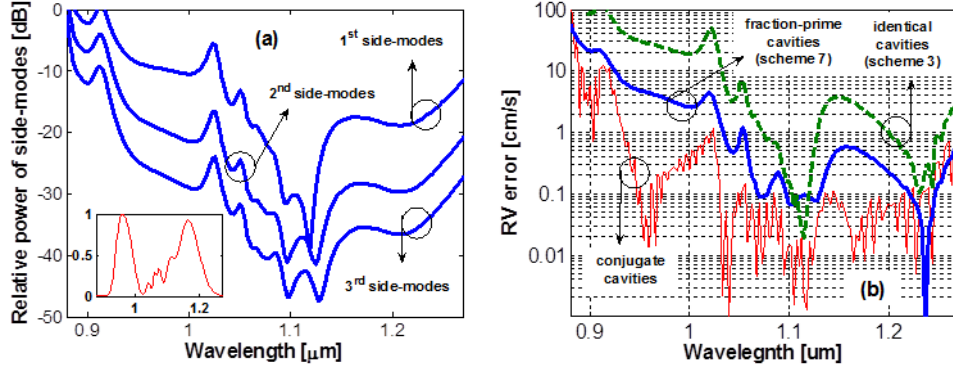 Relative power of side-modes [dB]
0
-10
-20
-30
-40
-50
(a)
1st side-modes
2nd side-modes
3rd side-modes
1
0.5
0
1
1.2
0.9
1
1.1
1.2
Wavelength [μm]
RV error [cm/s]
100
10
1
0.1
0.01
fraction-prime
cavities
(scheme 7)
identical
cavities
(scheme 3)
conjugate
cavities
(b)
0.9
1
1.1
1.2
Wavelegnth [um]